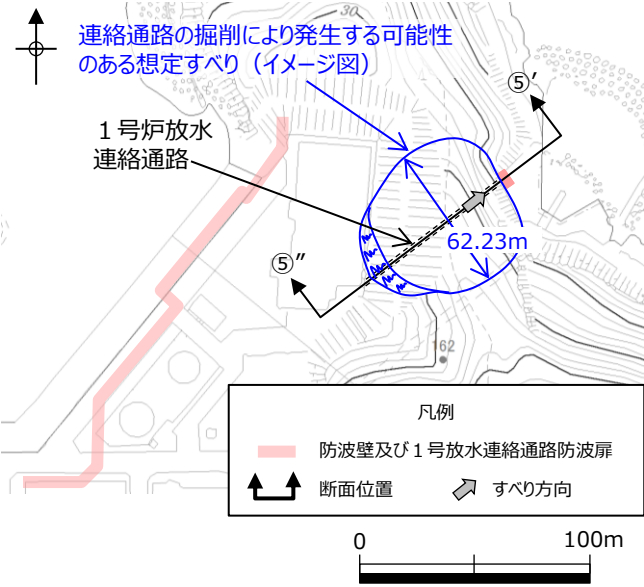 30
連絡通路の掘削により発生する可能性
のある想定すべり（イメージ図）
⑤′
1号炉放水
連絡通路
62.23m
⑤″
162
凡例
防波壁及び1号放水連絡通路防波扉
断面位置
すべり方向
0
100m